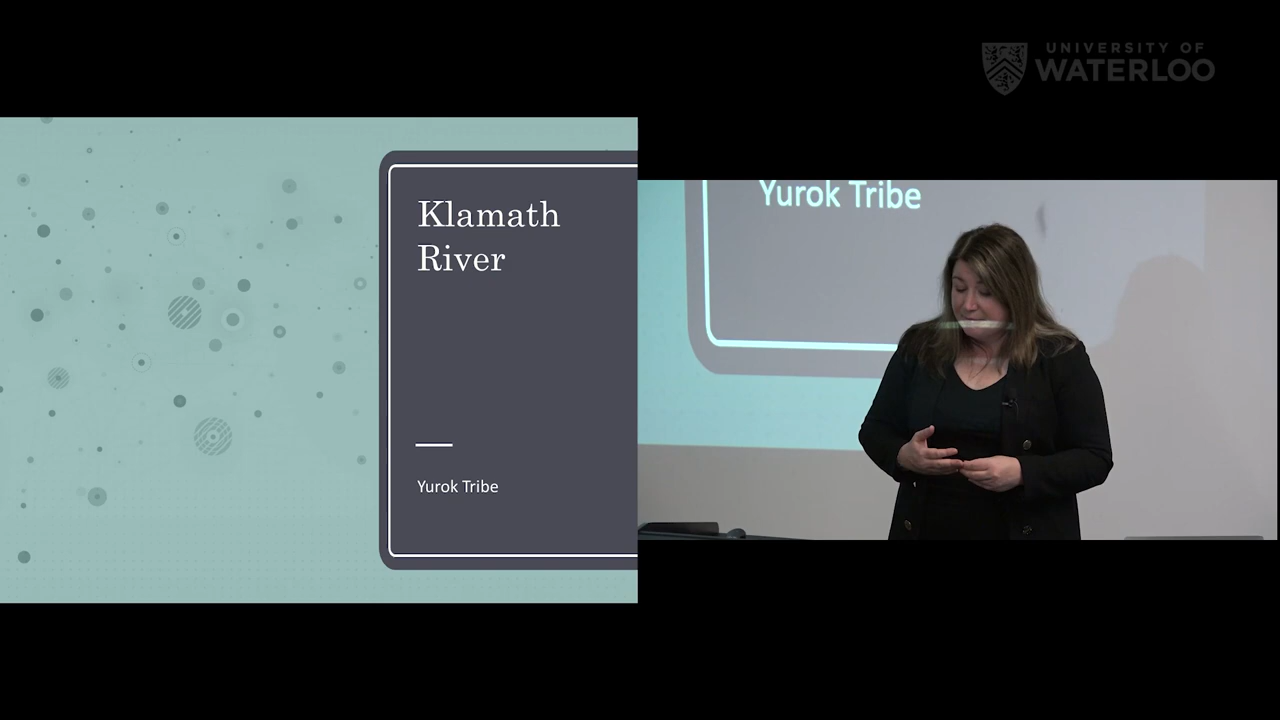 UNIVERSITY OF
WATERLOO
Klamath
River
Yurok Tribe
Yurok Tribe